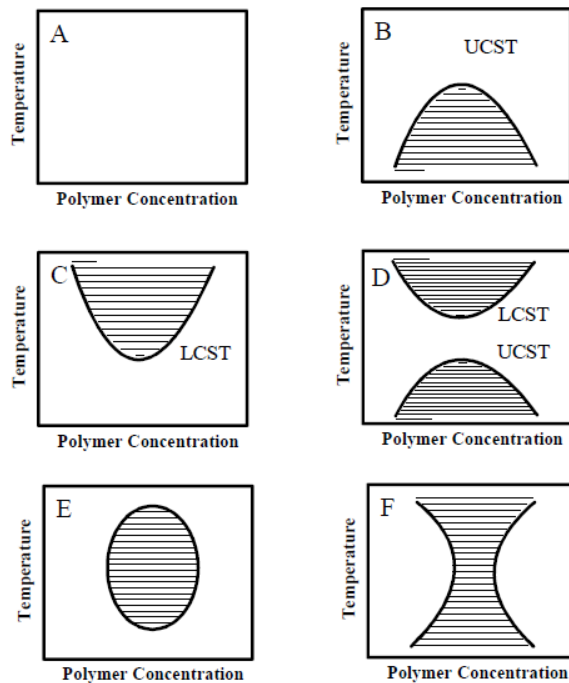 A
Temperature
Polymer Concentration
B
UCST
Temperature
Polymer Concentration
C
LCST
Temperature
Polymer Concentration
D
LCST
UCST
Temperature
Polymer Concentration
E
Temperature
Polymer Concentration
F
Temperature
Polymer Concentration